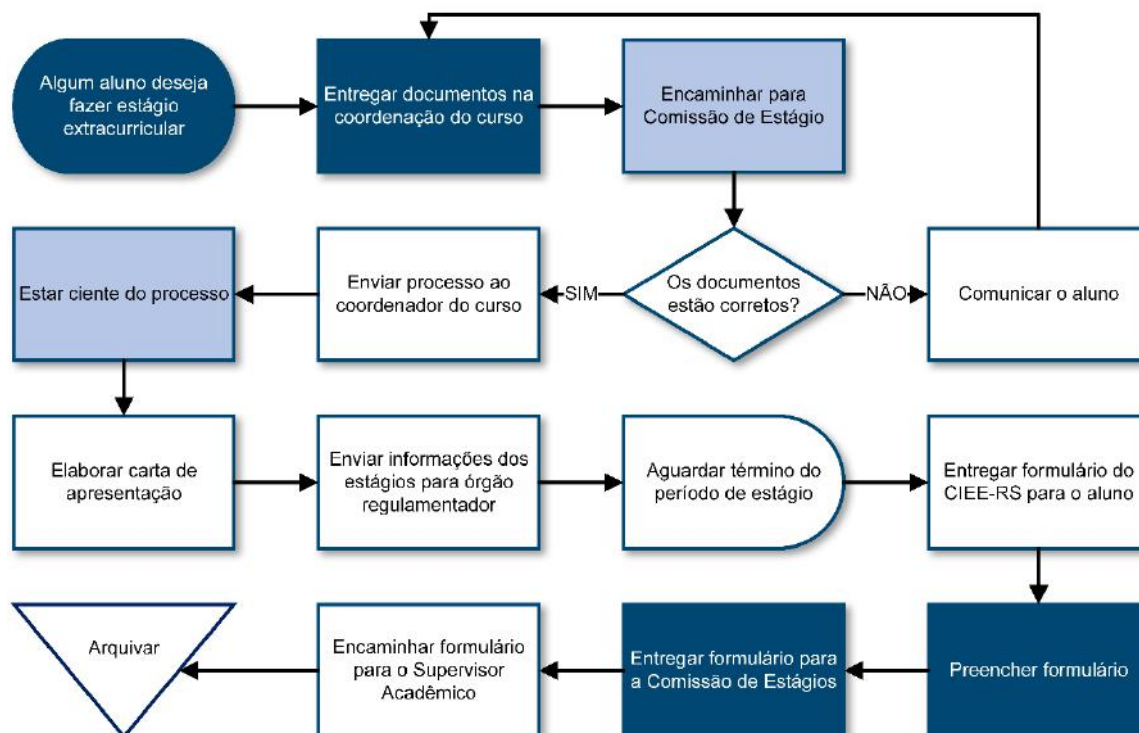 Algum aluno deseja
fazer estágio
extracurricular
Entregar documentos na
coordenação do curso
Encaminhar para
Comissão de Estágio
Estar ciente do processo
Enviar processo ao
coordenador do curso
SIM
Os documentos
estão corretos?
NÃO
Comunicar o aluno
Elaborar carta de
apresentação
Enviar informações dos
estágios para órgão
regulamentador
Aguardar término do
período de estágio
Entregar formulário do
CIEE-RS para o aluno
Arquivar
Encaminhar formulário
para o Supervisor
Acadêmico
Entregar formulário para
a Comissão de Estágios
Preencher formulário